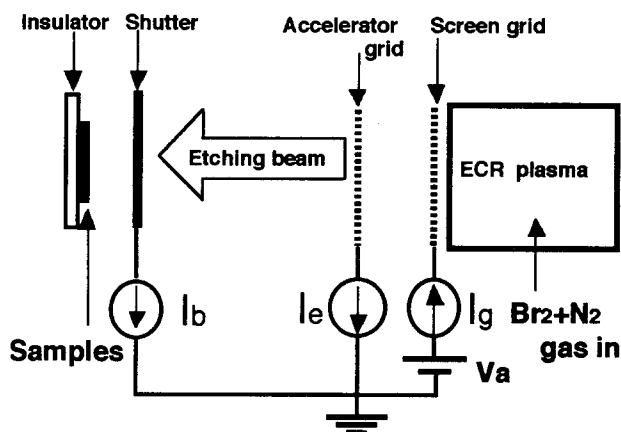 Insulator Shutter Accelerator grid Screen grid
Etching beam
ECR plasma
Ib Ie Ig
Br2+N2 gas in
Samples
Va